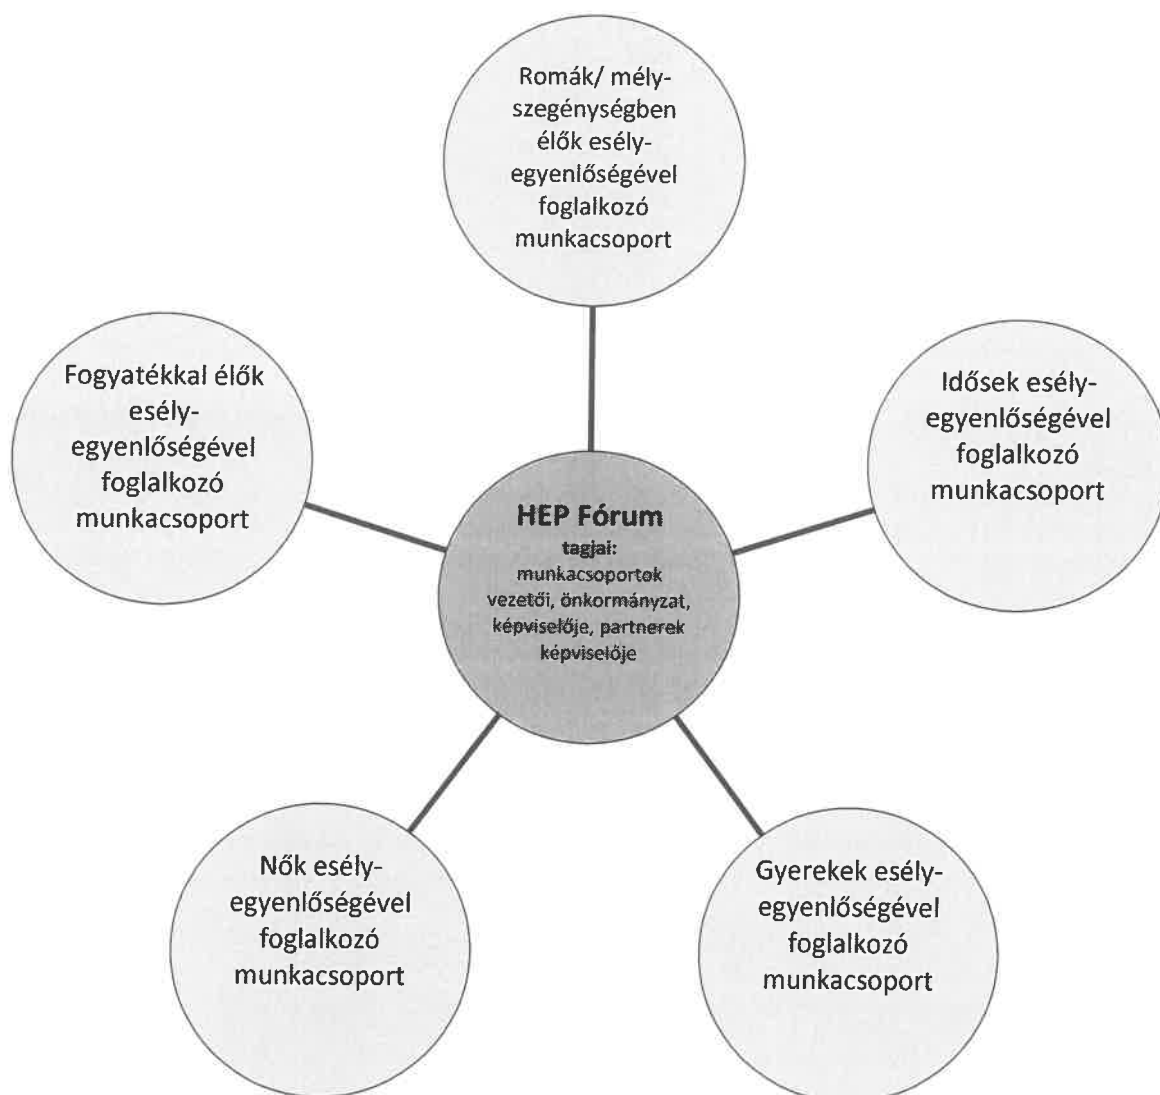 Romák/ mély-
szegénységben
élők esély-
egyenlőségével
foglalkozó
munkacsoport
Fogyatékkal élők
esély-
egyenlőségével
foglalkozó
munkacsoport
Idősek esély-
egyenlőségével
foglalkozó
munkacsoport
HEP Fórum
tagjai:
munkacsoportok
vezetői, önkormányzat,
képviselője, partnerek
képviselője
Nők esély-
egyenlőségével
foglalkozó
munkacsoport
Gyerekek esély-
egyenlőségével
foglalkozó
munkacsoport